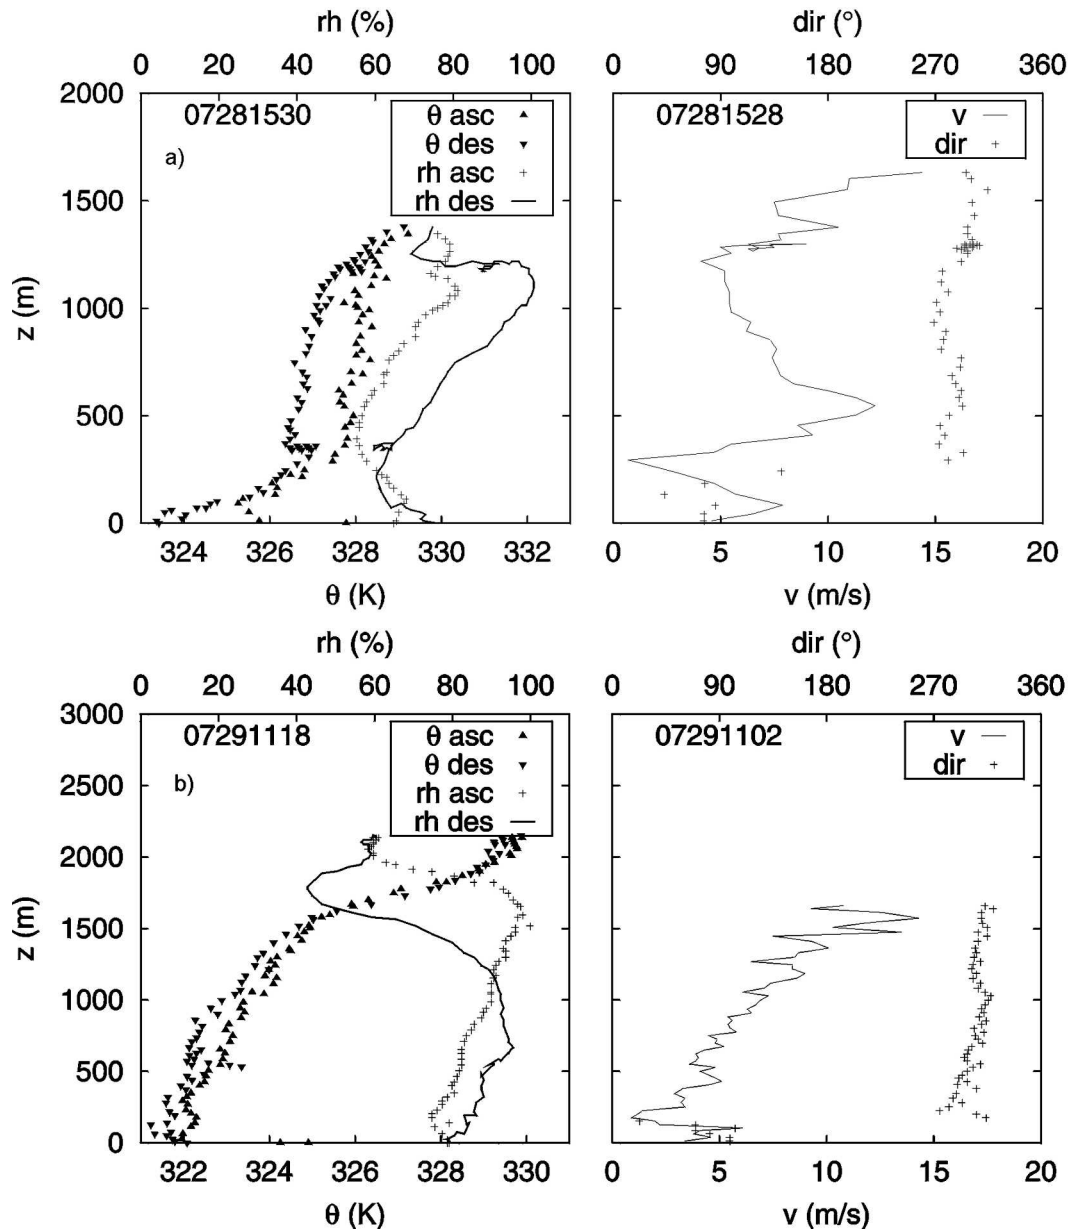 rh (%)
0 20 40 60 80 100
dir (°)
0 90 180 270 360
2000
1500
1000
500
0
z (m)
07281530
a)
θ asc
θ des
rh asc
rh des
07281528
v
dir
324 326 328 330 332
θ (K)
0 5 10 15 20
v (m/s)
rh (%)
0 20 40 60 80 100
dir (°)
0 90 180 270 360
3000
2500
2000
1500
1000
500
0
z (m)
07291118
b)
θ asc
θ des
rh asc
rh des
07291102
v
dir
322 324 326 328 330
θ (K)
0 5 10 15 20
v (m/s)